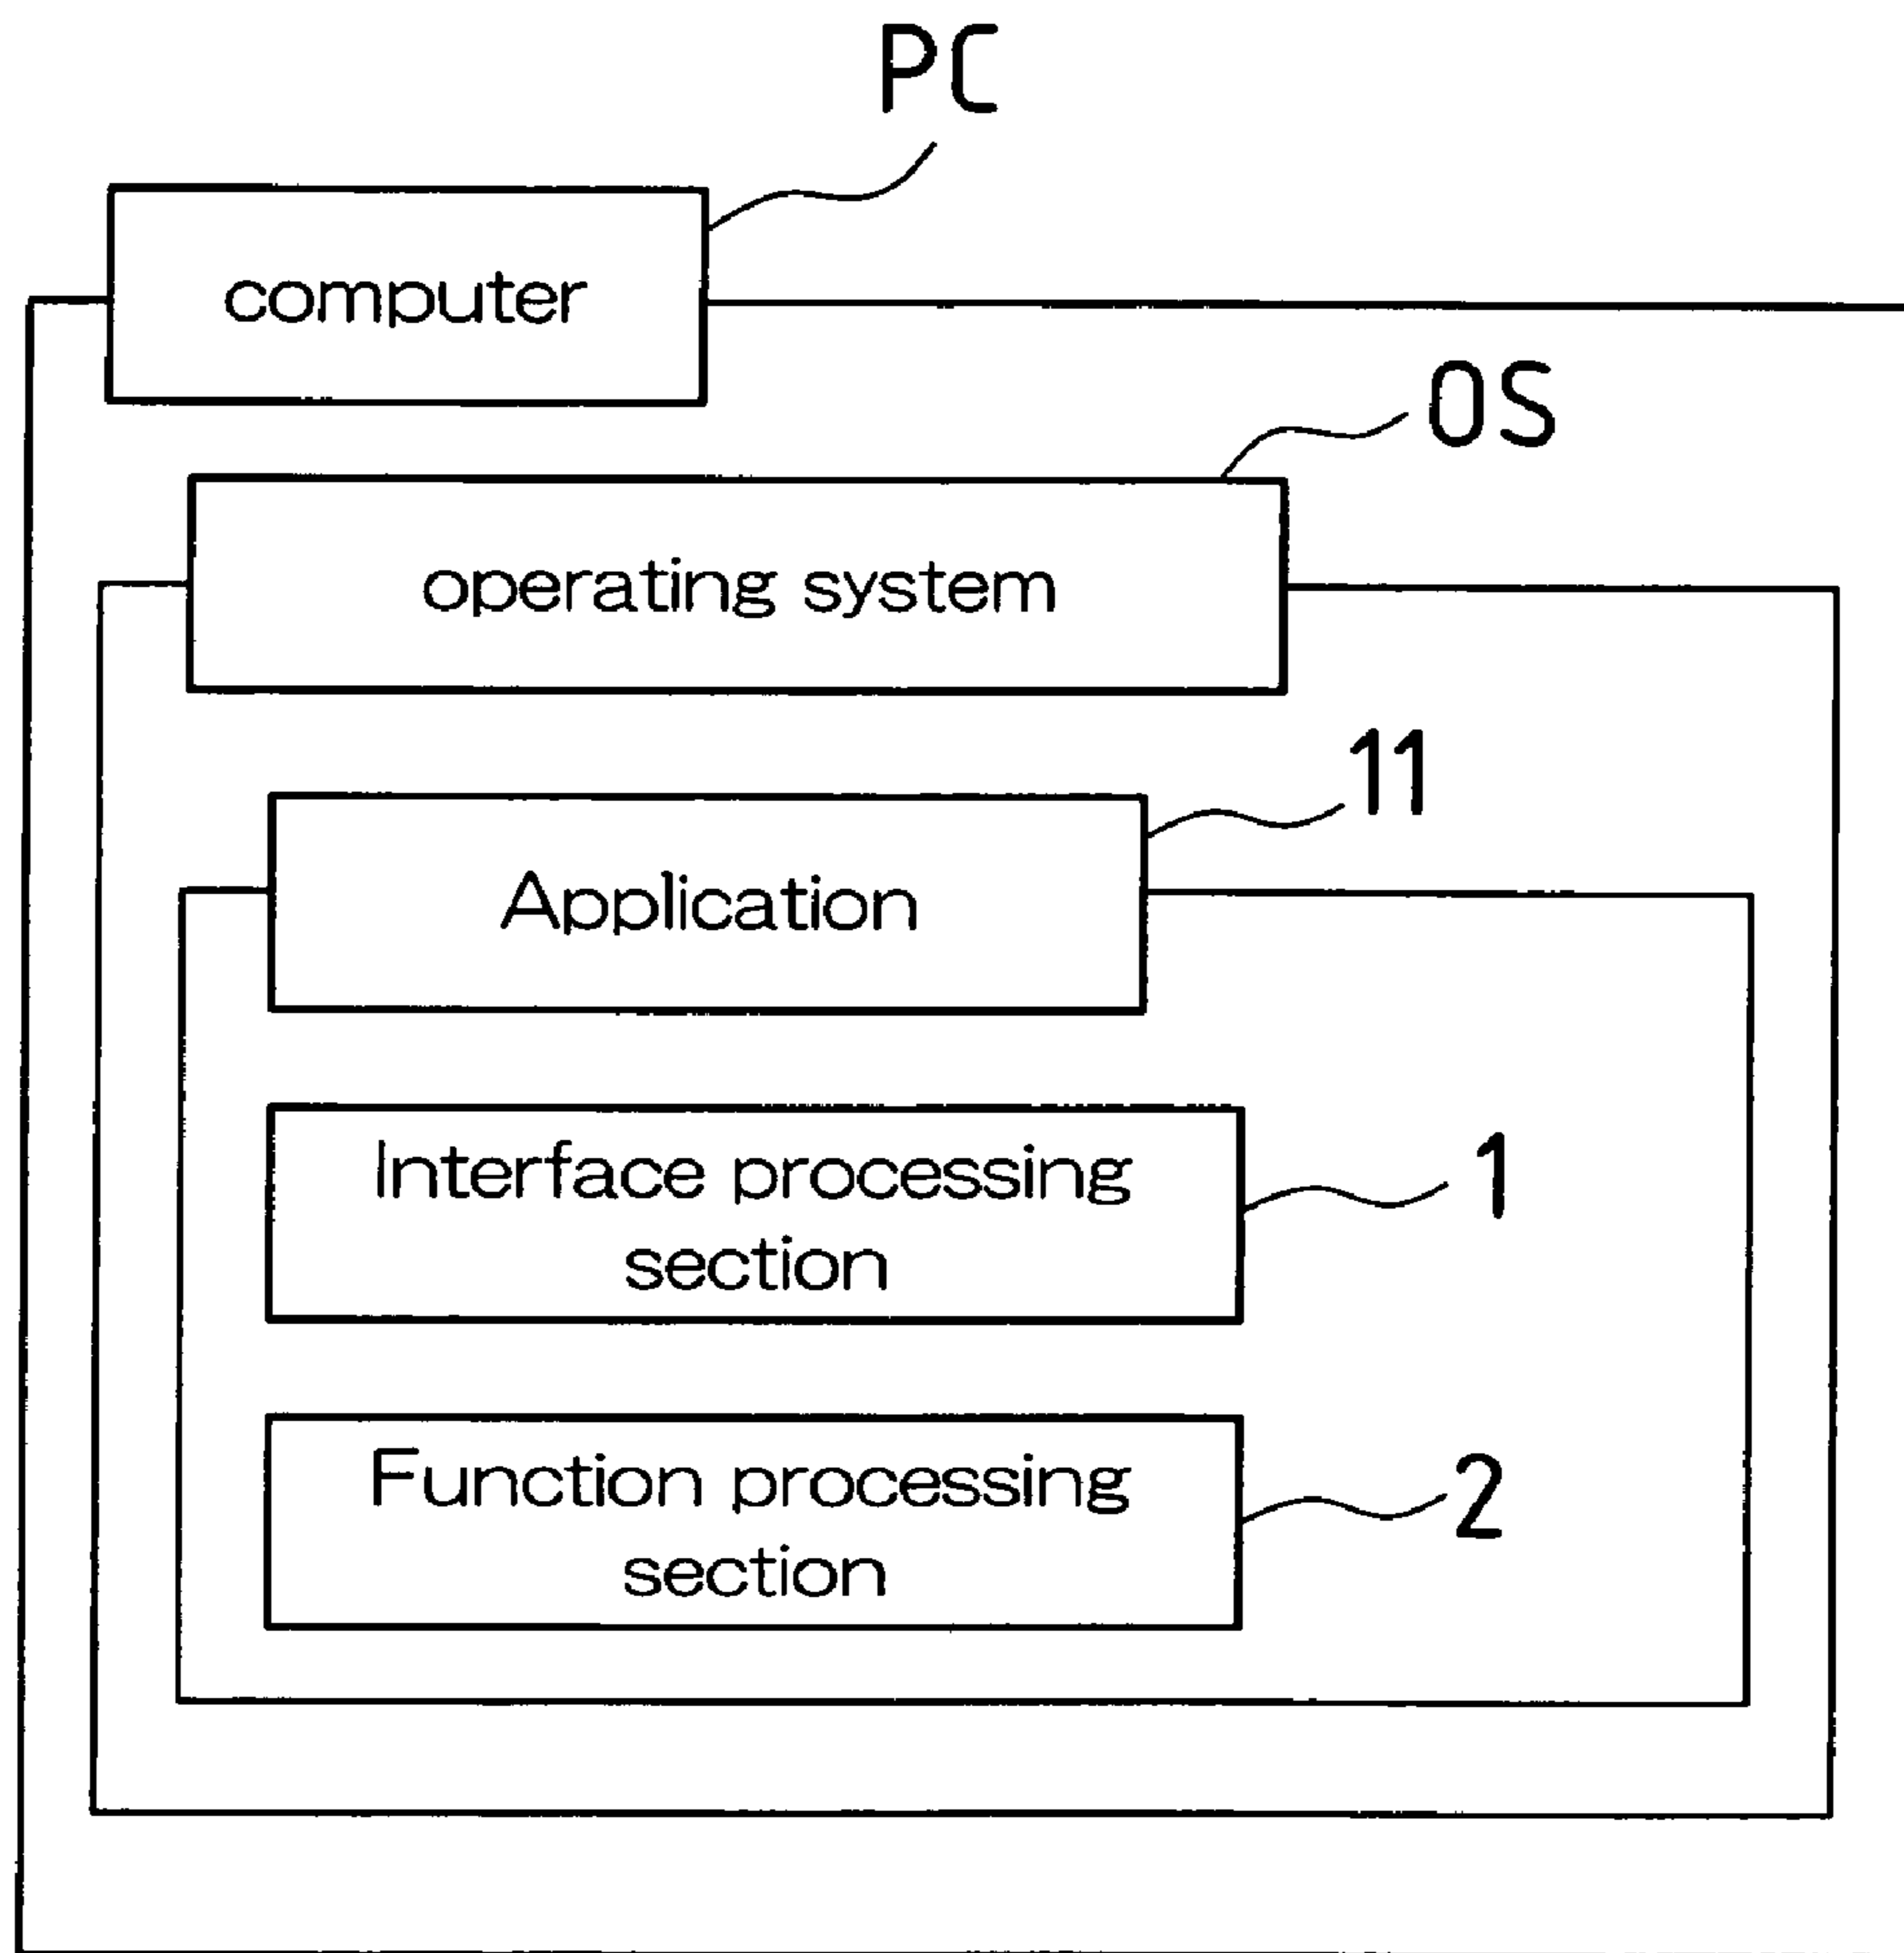 PC
computer
OS
operating system
11
Application
Interface processing
section
1
Function processing
section
2